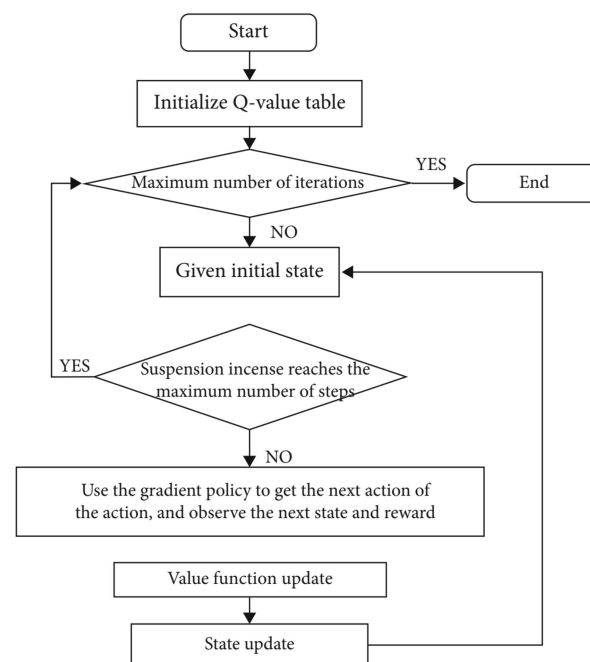 Start
Initialize Q-value table
Maximum number of iterations
YES
End
NO
Given initial state
YES
Suspension incense reaches the
maximum number of steps
NO
Use the gradient policy to get the next action of
the action, and observe the next state and reward
Value function update
State update